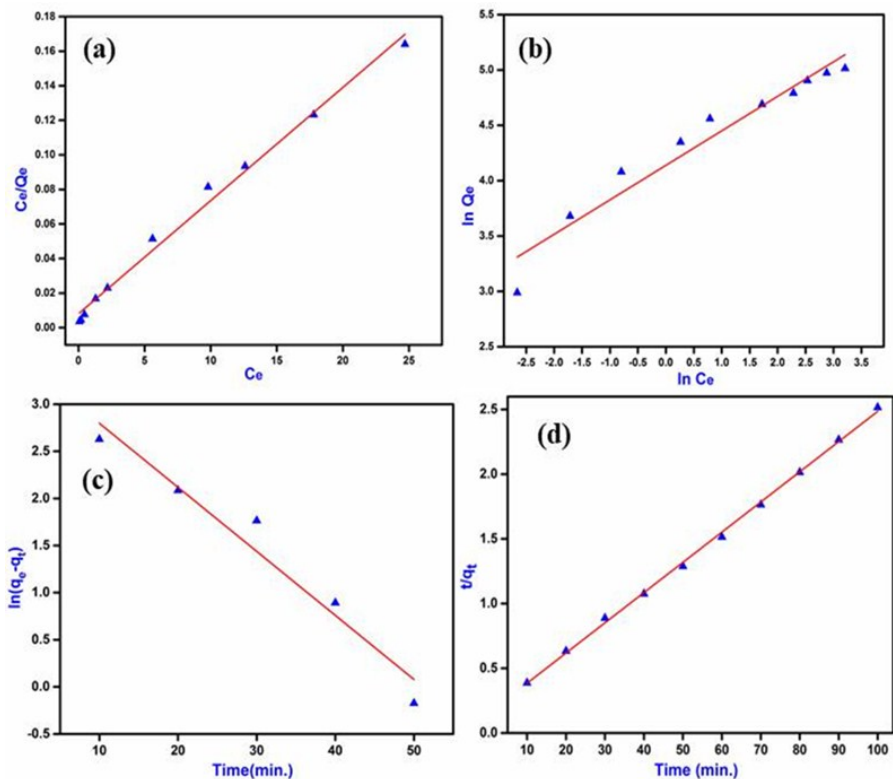 (a)
Ce/Qe
0.16
0.14
0.12
0.10
0.08
0.06
0.04
0.02
0.00
0 5 10 15 20 25
Ce
(b)
ln Qe
5.5
5.0
4.5
4.0
3.5
3.0
2.5
-2.5 -2.0 -1.5 -1.0 -0.5 0.0 0.5 1.0 1.5 2.0 2.5 3.0 3.5
ln Ce
(c)
ln(qe-qt)
3.0
2.5
2.0
1.5
1.0
0.5
0.0
-0.5
10 20 30 40 50
Time(min.)
(d)
t/qt
2.5
2.0
1.5
1.0
0.5
0.0
10 20 30 40 50 60 70 80 90 100
Time (min.)